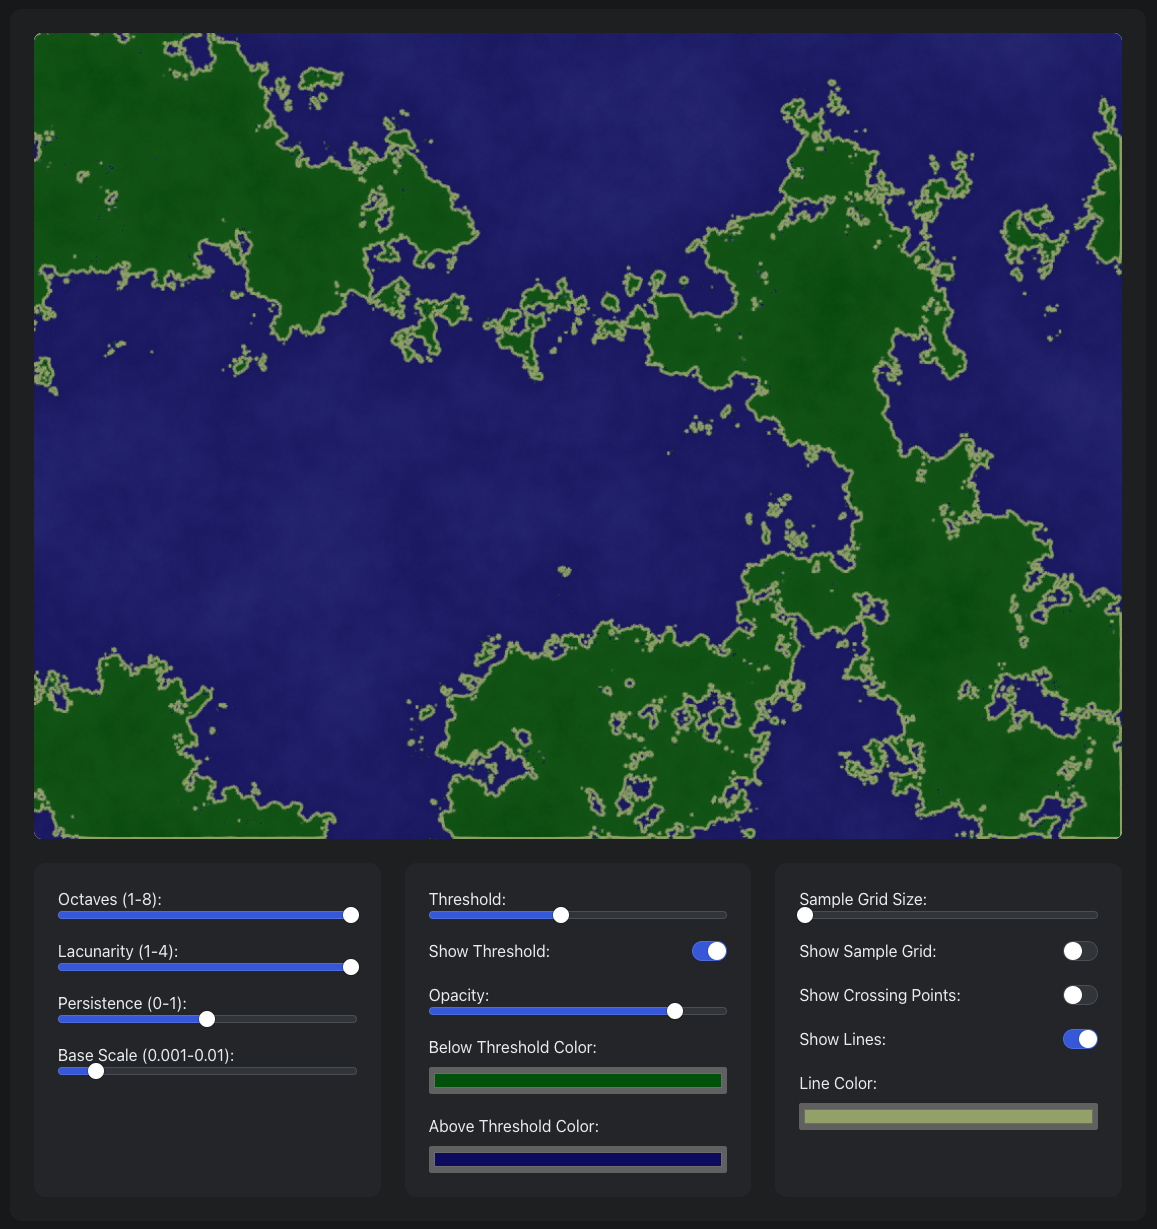 Octaves (1-8):
Lacunarity (1-4):
Persistence (0-1):
Base Scale (0.001-0.01):
Threshold:
Show Threshold:
Opacity:
Below Threshold Color:
Above Threshold Color:
Sample Grid Size:
Show Sample Grid:
Show Crossing Points:
Show Lines:
Line Color: